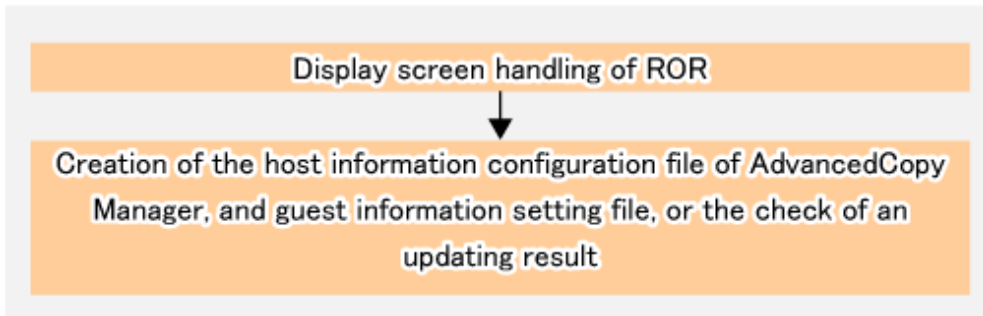 Display screen handling of ROR
Creation of the host information configuration file of AdvancedCopy
Manager, and guest information setting file, or the check of an
updating result